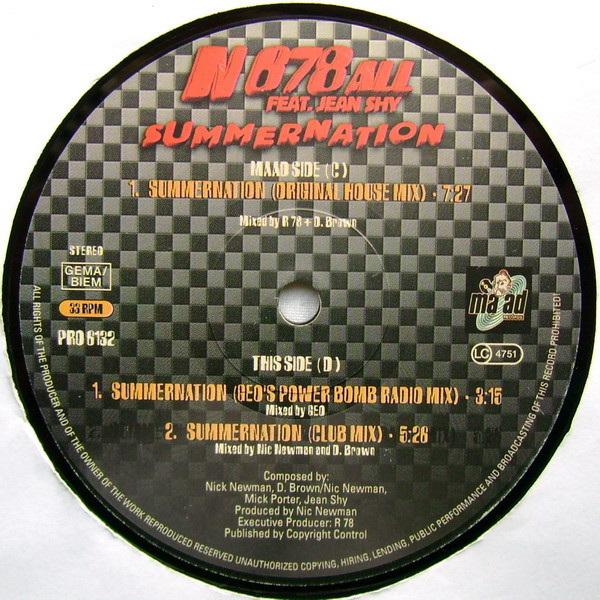 N 878 ALL
FEAT. JEAN SHY
SUMMERNATION
MAAD SIDE (C)
1. SUMMERNATION (ORIGINAL HOUSE MIX) • 7:27
Mixed by R 78 + D. Brown
STEREO
GEMA/
BIEM
33 RPM
PRO 6132
ma ad
RECORDS
LC 4751
THIS SIDE (D)
1. SUMMERNATION (GEO'S POWER BOMB RADIO MIX) • 3:15
Mixed by GEO
2. SUMMERNATION (CLUB MIX) • 5:26
Mixed by Nic Newman and D. Brown
Composed by:
Nick Newman, D. Brown/Nic Newman,
Mick Porter, Jean Shy
Produced by Nic Newman
Executive Producer: R 78
Published by Copyright Control
ALL RIGHTS OF THE PRODUCER AND OF THE OWNER OF THE WORK REPRODUCED RESERVED UNAUTHORIZED COPYING, HIRING, LENDING, PUBLIC PERFORMANCE AND BROADCASTING OF THIS RECORD PROHIBITED!